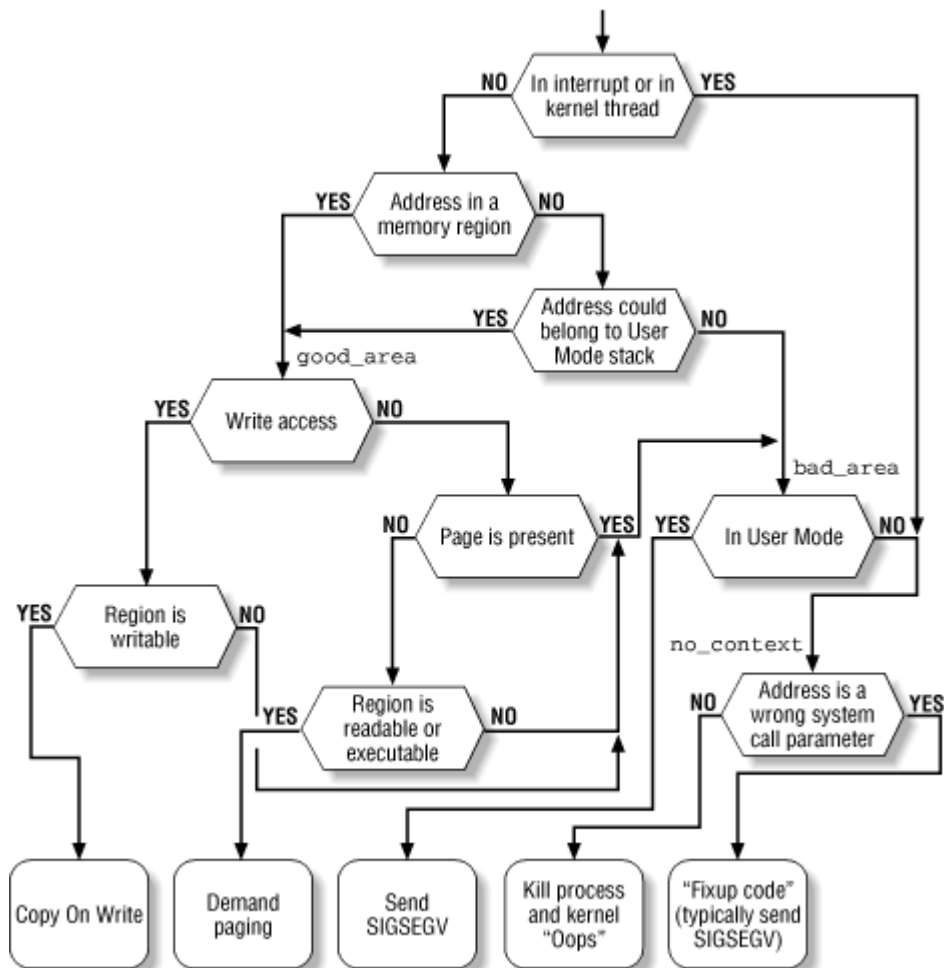 NO
In interrupt or in
kernel thread
YES
YES
Address in a
memory region
NO
YES
Address could
belong to User
Mode stack
NO
good_area
YES
Write access
NO
bad_area
NO
Page is present
YES
YES
In User Mode
NO
YES
Region is
writable
NO
no_context
YES
Region is
readable or
executable
NO
NO
Address is a
wrong system
call parameter
YES
Copy On Write
Demand
paging
Send
SIGSEGV
Kill process
and kernel
“Oops”
“Fixup code”
(typically send
SIGSEGV)